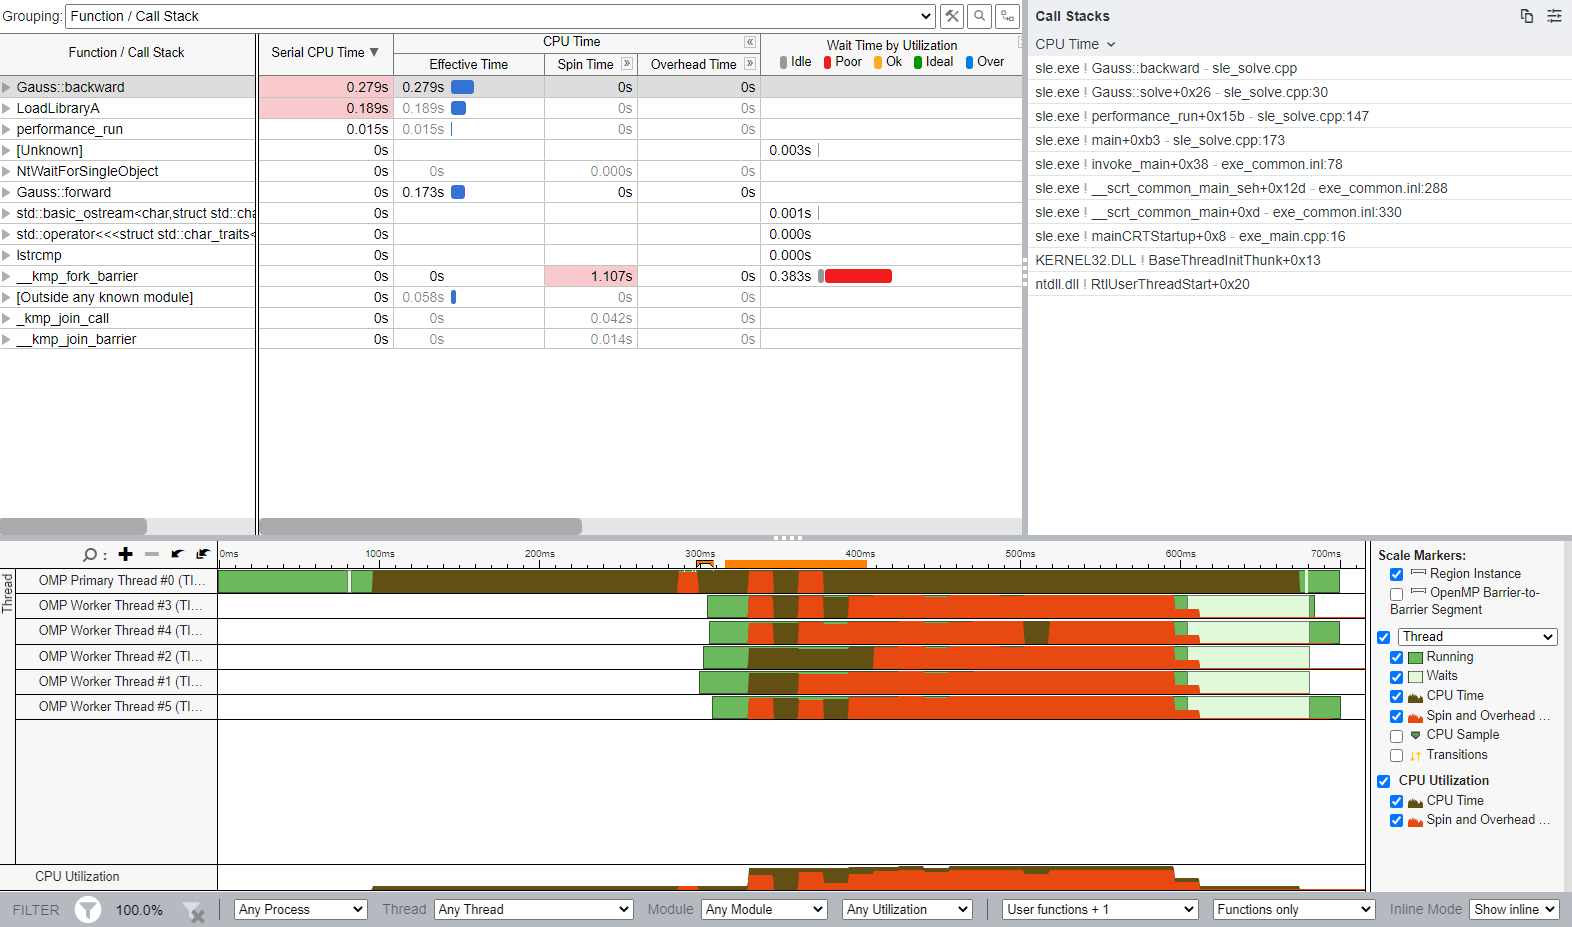 Grouping: Function / Call Stack
Function / Call Stack
Serial CPU Time ▼
CPU Time «
Effective Time
Spin Time »
Overhead Time »
Wait Time by Utilization
Idle Poor Ok Ideal Over
Gauss::backward 0.279s 0.279s 0s 0s
LoadLibraryA 0.189s 0.189s 0s 0s
performance_run 0.015s 0.015s 0s 0s
[Unknown] 0s 0.003s
NtWaitForSingleObject 0s 0s 0.000s 0s
Gauss::forward 0s 0.173s 0s 0s
std::basic_ostream<char,struct std::cha 0s 0.001s
std::operator<<<struct std::char_traits< 0s 0.000s
lstrcmp 0s 0.000s
__kmp_fork_barrier 0s 0s 1.107s 0s 0.383s
[Outside any known module] 0s 0.058s 0s 0s
_kmp_join_call 0s 0s 0.042s 0s
__kmp_join_barrier 0s 0s 0.014s 0s
Call Stacks
CPU Time
sle.exe ! Gauss::backward - sle_solve.cpp
sle.exe ! Gauss::solve+0x26 - sle_solve.cpp:30
sle.exe ! performance_run+0x15b - sle_solve.cpp:147
sle.exe ! main+0xb3 - sle_solve.cpp:173
sle.exe ! invoke_main+0x38 - exe_common.inl:78
sle.exe ! __scrt_common_main_seh+0x12d - exe_common.inl:288
sle.exe ! __scrt_common_main+0xd - exe_common.inl:330
sle.exe ! mainCRTStartup+0x8 - exe_main.cpp:16
KERNEL32.DLL ! BaseThreadInitThunk+0x13
ntdll.dll ! RtlUserThreadStart+0x20
0ms 100ms 200ms 300ms 400ms 500ms 600ms 700ms
Thread
OMP Primary Thread #0 (TI...
OMP Worker Thread #3 (TI...
OMP Worker Thread #4 (TI...
OMP Worker Thread #2 (TI...
OMP Worker Thread #1 (TI...
OMP Worker Thread #5 (TI...
CPU Utilization
Scale Markers:
Region Instance
OpenMP Barrier-to-
Barrier Segment
Thread
Running
Waits
CPU Time
Spin and Overhead ...
CPU Sample
Transitions
CPU Utilization
CPU Time
Spin and Overhead ...
FILTER 100.0% Any Process Thread Any Thread Module Any Module Any Utilization User functions + 1 Functions only Inline Mode Show inline